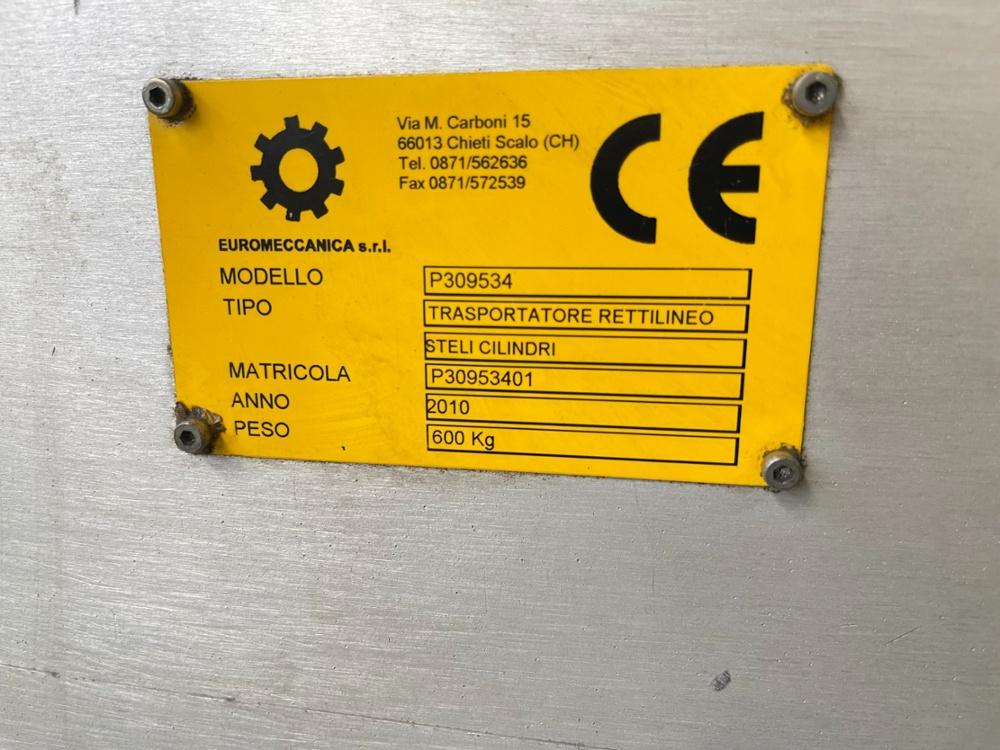 Via M. Carboni 15
66013 Chieti Scalo (CH)
Tel. 0871/562636
Fax 0871/572539
CE
EUROMECCANICA s.r.l.
MODELLO P309534
TIPO TRASPORTATORE RETTILINEO
STELI CILINDRI
MATRICOLA P30953401
ANNO 2010
PESO 600 Kg